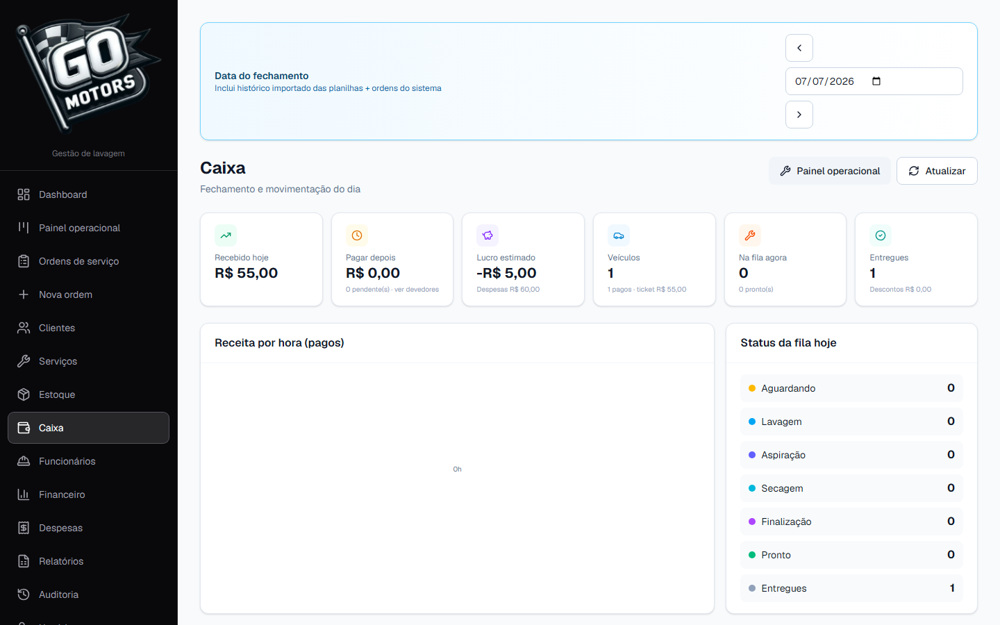 GO
MOTORS
Gestão de lavagem
Dashboard
Painel operacional
Ordens de serviço
Nova ordem
Clientes
Serviços
Estoque
Caixa
Funcionários
Financeiro
Despesas
Relatórios
Auditoria
Data do fechamento
Inclui histórico importado das planilhas + ordens do sistema
07/07/2026
Caixa
Fechamento e movimentação do dia
Painel operacional
Atualizar
Recebido hoje
R$ 55,00
Pagar depois
R$ 0,00
0 pendente(s) · ver devedores
Lucro estimado
-R$ 5,00
Despesas R$ 60,00
Veículos
1
1 pagos · ticket R$ 55,00
Na fila agora
0
0 pronto(s)
Entregues
1
Descontos R$ 0,00
Receita por hora (pagos)
0h
Status da fila hoje
Aguardando 0
Lavagem 0
Aspiração 0
Secagem 0
Finalização 0
Pronto 0
Entregues 1